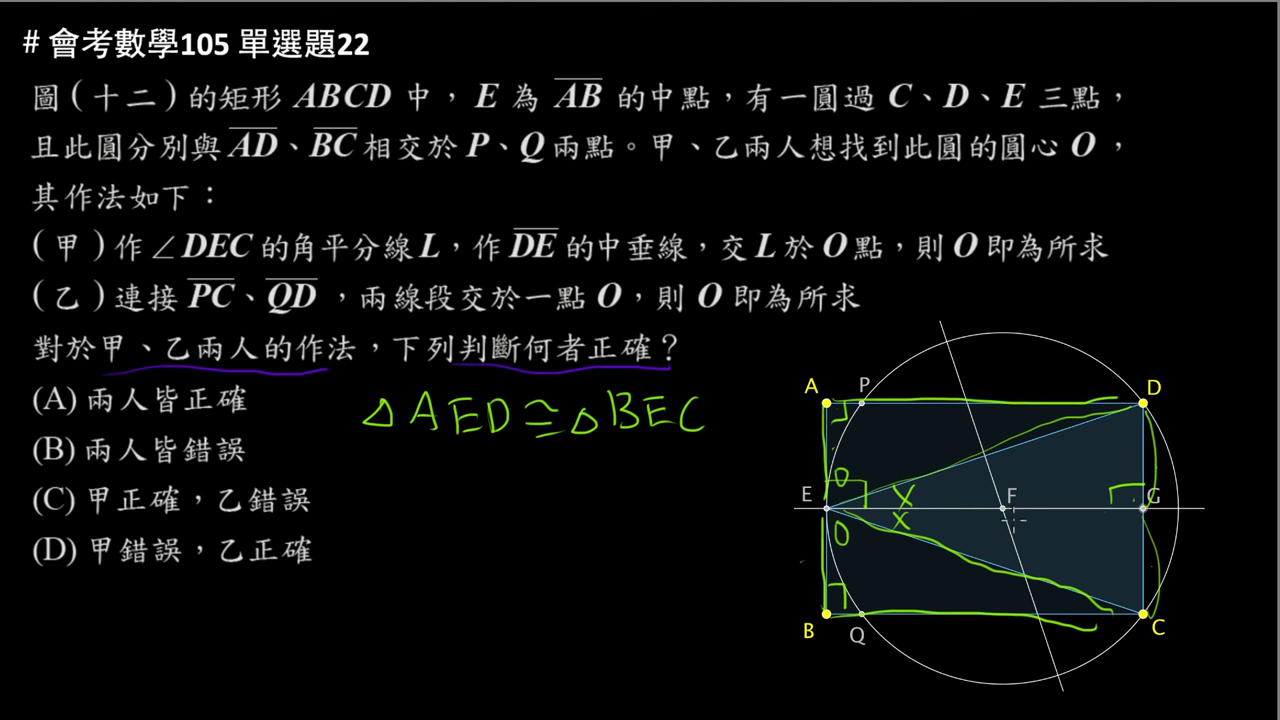 # 會考數學105 單選題22
圖(十二)的矩形 ABCD 中，E 為 AB 的中點，有一圓過 C、D、E 三點，
且此圓分別與 AD、BC 相交於 P、Q 兩點。甲、乙兩人想找到此圓的圓心 O，
其作法如下：
(甲)作∠DEC 的角平分線 L，作 DE 的中垂線，交 L 於 O 點，則 O 即為所求
(乙)連接 PC、QD，兩線段交於一點 O，則 O 即為所求
對於甲、乙兩人的作法，下列判斷何者正確？
(A) 兩人皆正確
(B) 兩人皆錯誤
(C) 甲正確，乙錯誤
(D) 甲錯誤，乙正確
△AED≅△BEC
A P D
E O X F G
O X
B Q C